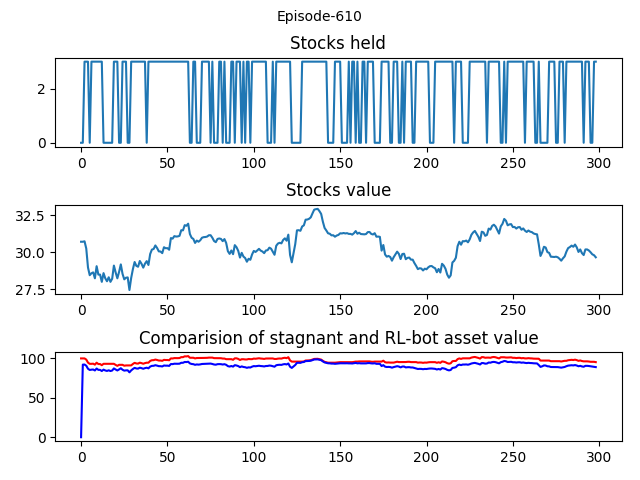 Episode-610
Stocks held
2
0
0 50 100 150 200 250 300
Stocks value
32.5
30.0
27.5
0 50 100 150 200 250 300
Comparision of stagnant and RL-bot asset value
100
50
0
0 50 100 150 200 250 300